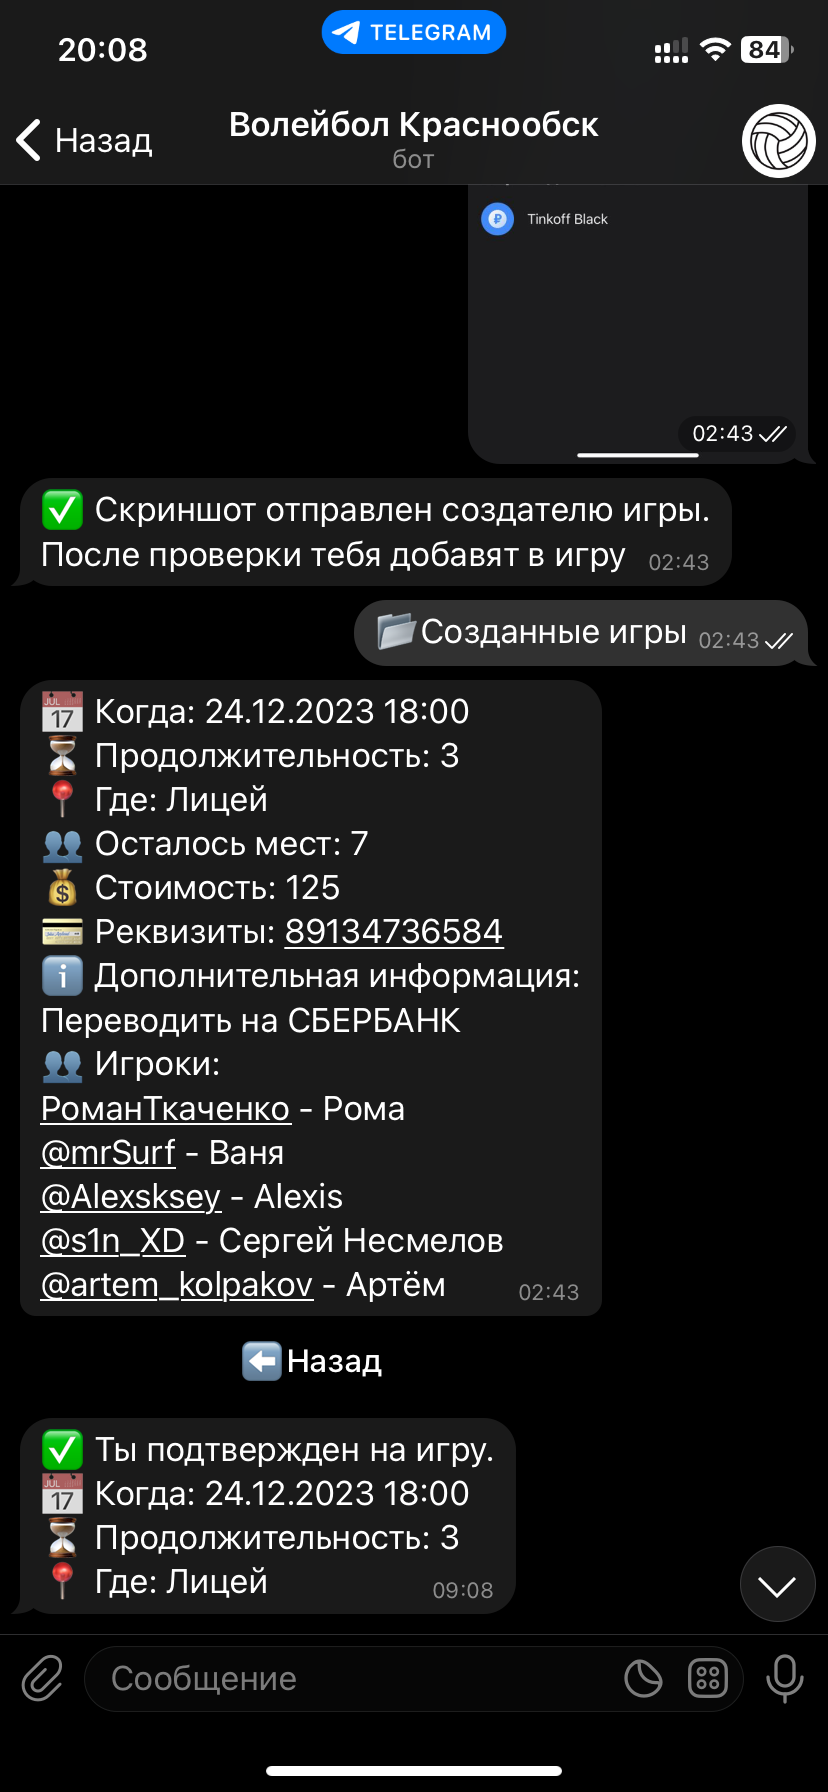 20:08
TELEGRAM
84
Назад
Волейбол Краснообск
бот
Tinkoff Black
02:43
✅ Скриншот отправлен создателю игры.
После проверки тебя добавят в игру 02:43
📂Созданные игры 02:43
📅 Когда: 24.12.2023 18:00
⏳ Продолжительность: 3
📍 Где: Лицей
👥 Осталось мест: 7
💰 Стоимость: 125
💳 Реквизиты: 89134736584
ℹ️ Дополнительная информация:
Переводить на СБЕРБАНК
👥 Игроки:
РоманТкаченко - Рома
@mrSurf - Ваня
@Alexsksey - Alexis
@s1n_XD - Сергей Несмелов
@artem_kolpakov - Артём 02:43
⬅️Назад
✅ Ты подтвержден на игру.
📅 Когда: 24.12.2023 18:00
⏳ Продолжительность: 3
📍 Где: Лицей 09:08
Сообщение